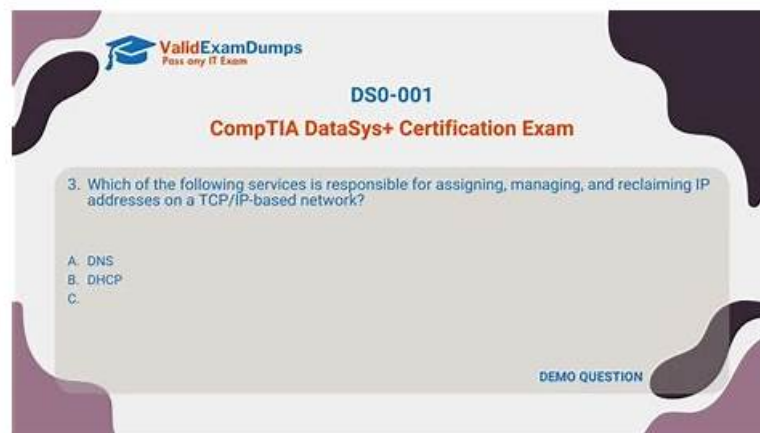 ValidExamDumps
Pass any IT Exam
DS0-001
CompTIA DataSys+ Certification Exam
3. Which of the following services is responsible for assigning, managing, and reclaiming IP
addresses on a TCP/IP-based network?
A. DNS
B. DHCP
C.
DEMO QUESTION